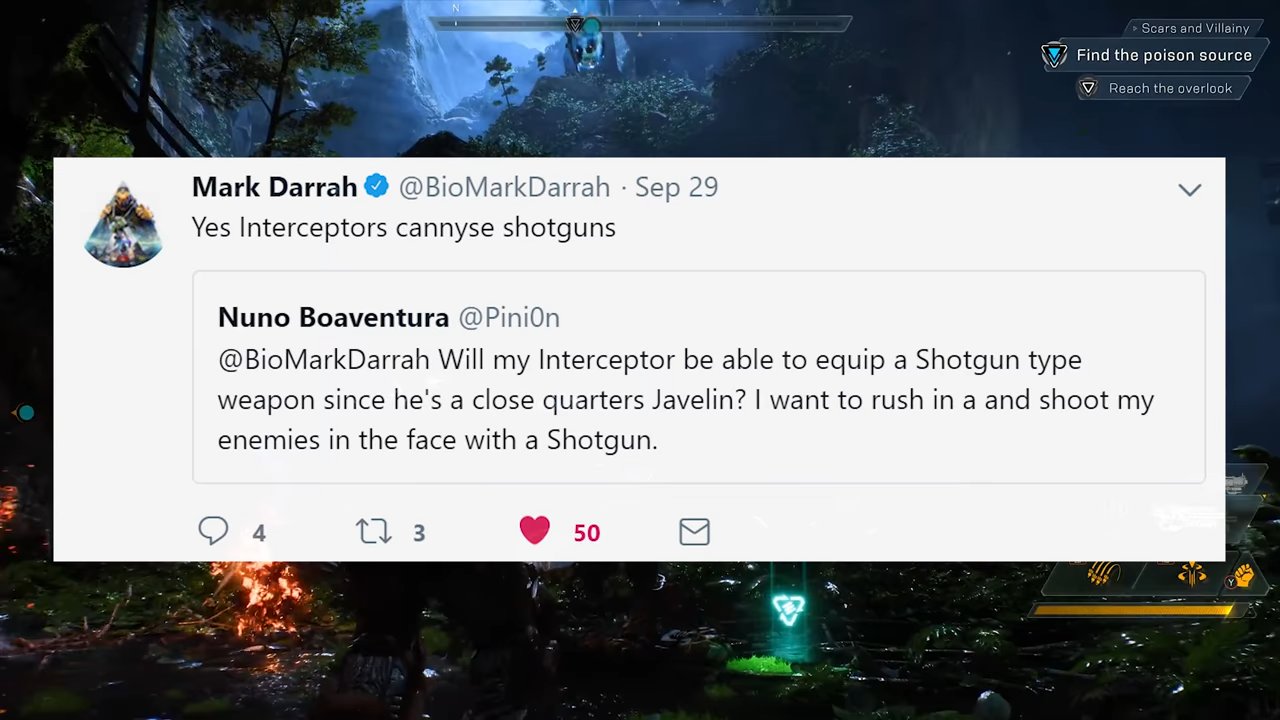 N
Scars and Villainy
Find the poison source
Reach the overlook
Mark Darrah @BioMarkDarrah · Sep 29
Yes Interceptors cannyse shotguns
Nuno Boaventura @Pini0n
@BioMarkDarrah Will my Interceptor be able to equip a Shotgun type
weapon since he's a close quarters Javelin? I want to rush in a and shoot my
enemies in the face with a Shotgun.
4 3 50
Y